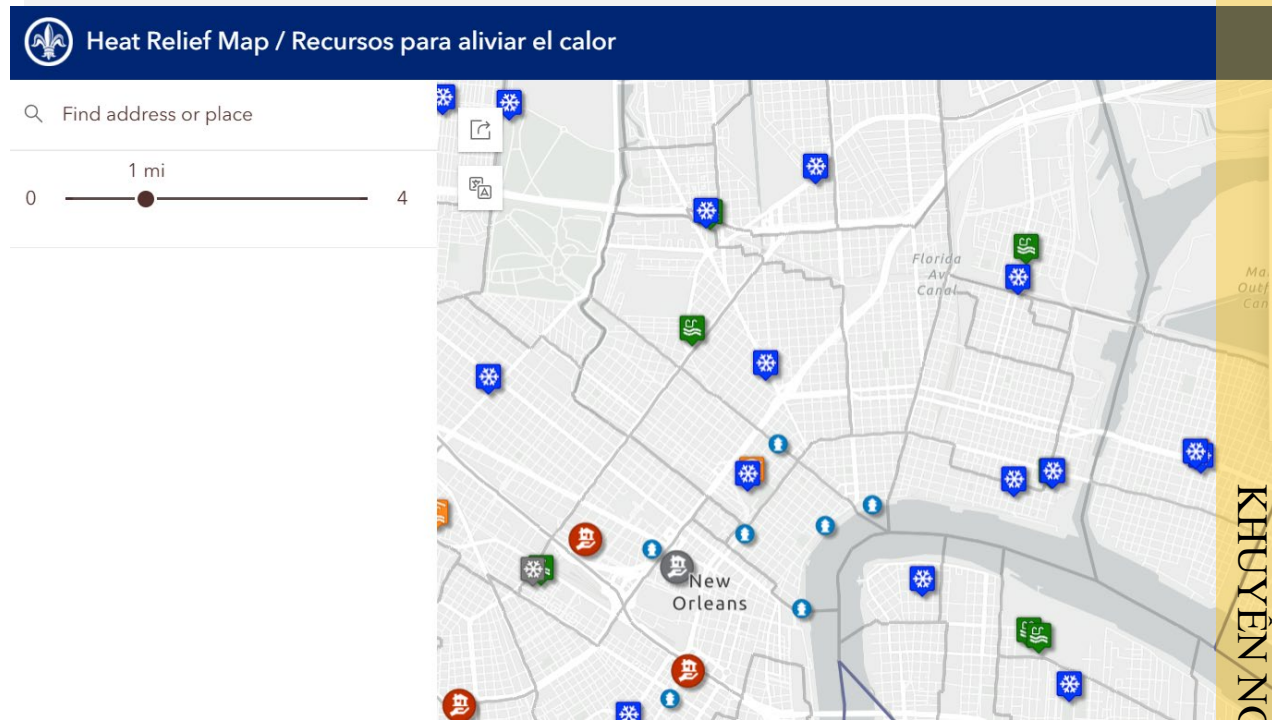 Heat Relief Map / Recursos para aliviar el calor
Find address or place
1 mi
0
4
Florida
Av
Canal
New
Orleans
KHUYẾN